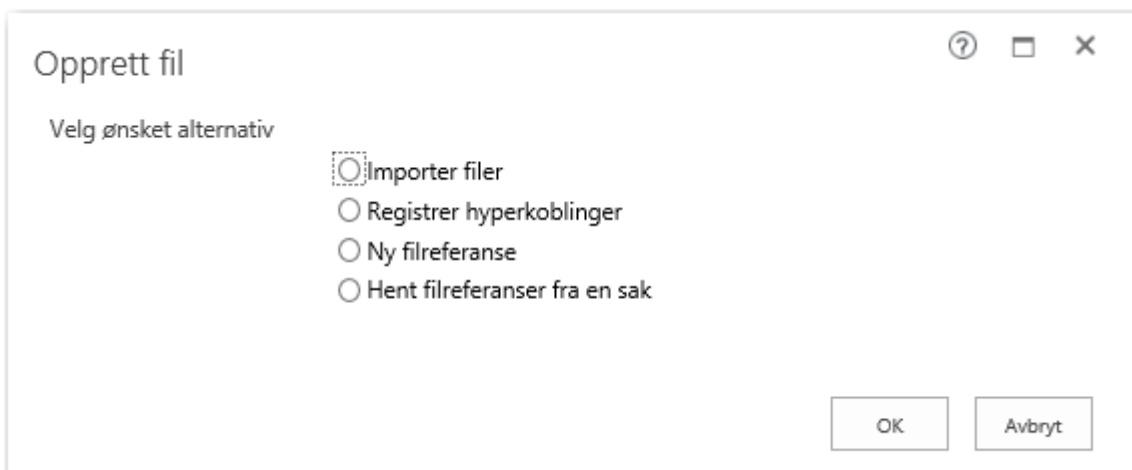 Opprett fil
Velg ønsket alternativ
Importer filer
Registrer hyperkoblinger
Ny filreferanse
Hent filreferanser fra en sak
OK
Avbryt